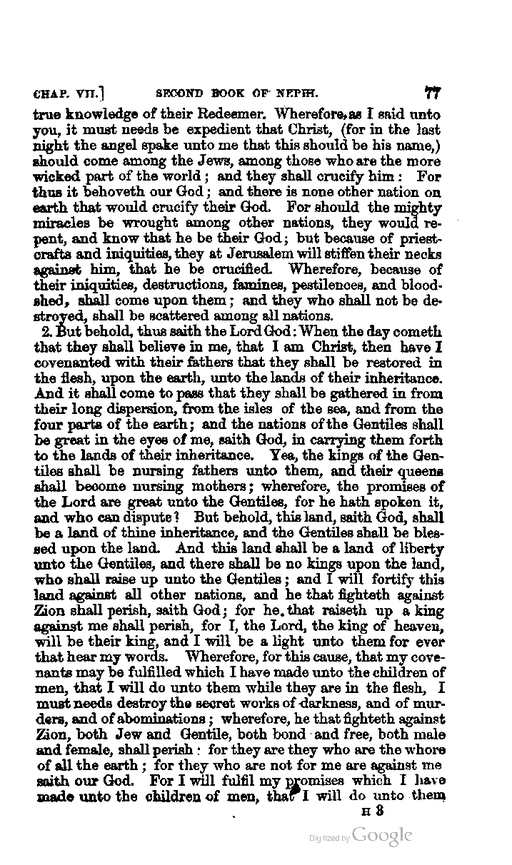 CHAP. VII.] SECOND BOOK OF NEPHI. 77
true knowledge of their Redeemer. Wherefore, as I said unto
you, it must needs be expedient that Christ, (for in the last
night the angel spake unto me that this should be his name,)
should come among the Jews, among those who are the more
wicked part of the world; and they shall crucify him: For
thus it behoveth our God; and there is none other nation on
earth that would crucify their God. For should the mighty
miracles be wrought among other nations, they would re-
pent, and know that he be their God; but because of priest-
crafts and iniquities, they at Jerusalem will stiffen their necks
against him, that he be crucified. Wherefore, because of
their iniquities, destructions, famines, pestilences, and blood-
shed, shall come upon them; and they who shall not be de-
stroyed, shall be scattered among all nations.
2. But behold, thus saith the Lord God: When the day cometh
that they shall believe in me, that I am Christ, then have I
covenanted with their fathers that they shall be restored in
the flesh, upon the earth, unto the lands of their inheritance.
And it shall come to pass that they shall be gathered in from
their long dispersion, from the isles of the sea, and from the
four parts of the earth; and the nations of the Gentiles shall
be great in the eyes of me, saith God, in carrying them forth
to the lands of their inheritance. Yea, the kings of the Gen-
tiles shall be nursing fathers unto them, and their queens
shall become nursing mothers; wherefore, the promises of
the Lord are great unto the Gentiles, for he hath spoken it,
and who can dispute? But behold, this land, saith God, shall
be a land of thine inheritance, and the Gentiles shall be bles-
sed upon the land. And this land shall be a land of liberty
unto the Gentiles, and there shall be no kings upon the land,
who shall raise up unto the Gentiles; and I will fortify this
land against all other nations, and he that fighteth against
Zion shall perish, saith God; for he that raiseth up a king
against me shall perish, for I, the Lord, the king of heaven,
will be their king, and I will be a light unto them for ever
that hear my words. Wherefore, for this cause, that my cove-
nants may be fulfilled which I have made unto the children of
men, that I will do unto them while they are in the flesh, I
must needs destroy the secret works of darkness, and of mur-
ders, and of abominations; wherefore, he that fighteth against
Zion, both Jew and Gentile, both bond and free, both male
and female, shall perish: for they are they who are the whore
of all the earth; for they who are not for me are against me
saith our God. For I will fulfil my promises which I have
made unto the children of men, that I will do unto them
H 3
Digitized by Google